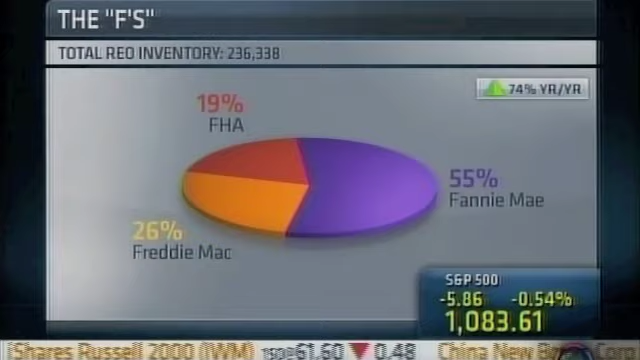 THE "F'S"
TOTAL REO INVENTORY: 236,338
74% YR/YR
19%
FHA
55%
Fannie Mae
26%
Freddie Mac
S&P 500
-5.86 -0.54%
1,083.61
Shares Russell 2000 (IWM) 61.60 0.48 China New